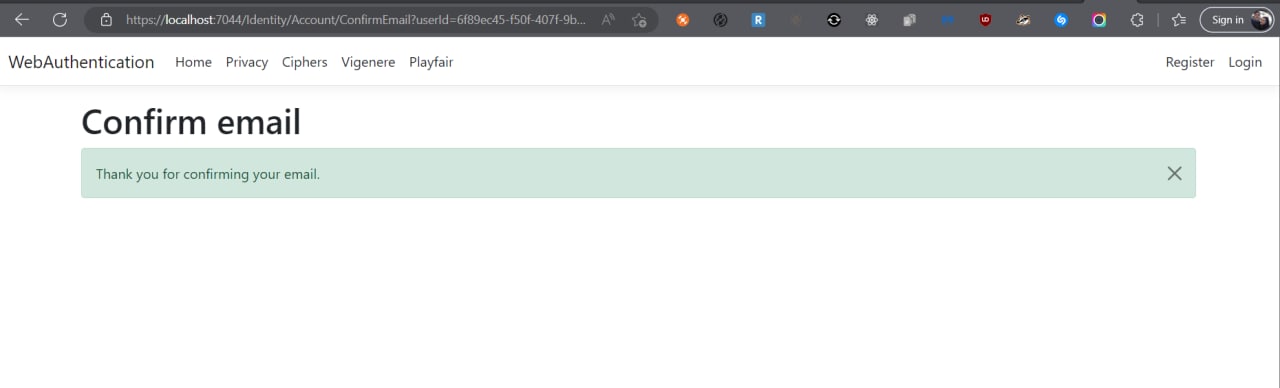 https://localhost:7044/Identity/Account/ConfirmEmail?userId=6f89ec45-f50f-407f-9b...
Sign in
WebAuthentication Home Privacy Ciphers Vigenere Playfair Register Login
Confirm email
Thank you for confirming your email.